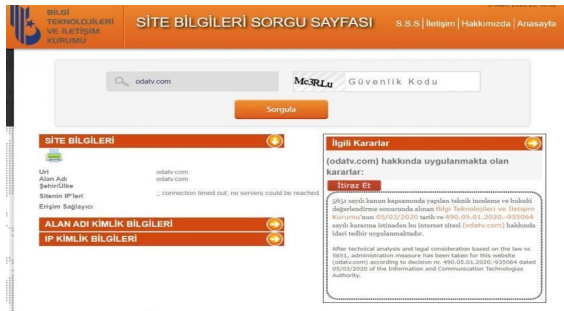 BİLGİ
TEKNOLOJİLERİ
VE İLETİŞİM
KURUMU
SİTE BİLGİLERİ SORGU SAYFASI
S.S.S | İletişim | Hakkımızda | Anasayfa
odatv.com
Mc3RLu
Güvenlik Kodu
Sorgula
SİTE BİLGİLERİ
Url odatv.com
Alan Adı odatv.com
Şehir/Ülke
Sitenin IP'leri ;; connection timed out; no servers could be reached
Erişim Sağlayıcı
ALAN ADI KİMLİK BİLGİLERİ
IP KİMLİK BİLGİLERİ
İlgili Kararlar
(odatv.com) hakkında uygulanmakta olan
kararlar:
İtiraz Et
5651 sayılı kanun kapsamında yapılan teknik inceleme ve hukuki
değerlendirme sonucunda alınan Bilgi Teknolojileri ve İletişim
Kurumu'nun 05/03/2020 tarih ve 490.05.01.2020.-935064
sayılı kararına istinaden bu internet sitesi (odatv.com) hakkında
idari tedbir uygulanmaktadır.
After technical analysis and legal consideration based on the law nr.
5651, administration measure has been taken for this website
(odatv.com) according to decision nr. 490.05.01.2020.-935064 dated
05/03/2020 of the Information and Communication Technologies
Authority.